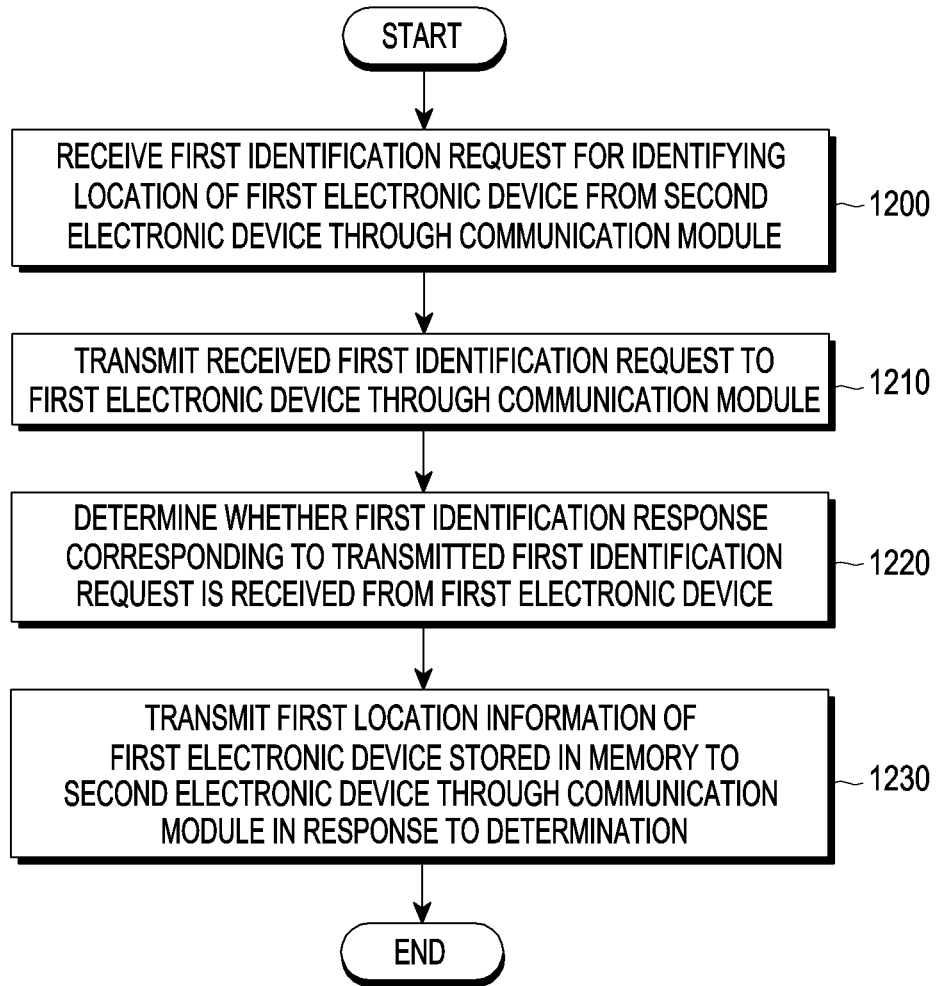 START
RECEIVE FIRST IDENTIFICATION REQUEST FOR IDENTIFYING
LOCATION OF FIRST ELECTRONIC DEVICE FROM SECOND
ELECTRONIC DEVICE THROUGH COMMUNICATION MODULE
1200
TRANSMIT RECEIVED FIRST IDENTIFICATION REQUEST TO
FIRST ELECTRONIC DEVICE THROUGH COMMUNICATION MODULE
1210
DETERMINE WHETHER FIRST IDENTIFICATION RESPONSE
CORRESPONDING TO TRANSMITTED FIRST IDENTIFICATION
REQUEST IS RECEIVED FROM FIRST ELECTRONIC DEVICE
1220
TRANSMIT FIRST LOCATION INFORMATION OF
FIRST ELECTRONIC DEVICE STORED IN MEMORY TO
SECOND ELECTRONIC DEVICE THROUGH COMMUNICATION
MODULE IN RESPONSE TO DETERMINATION
1230
END